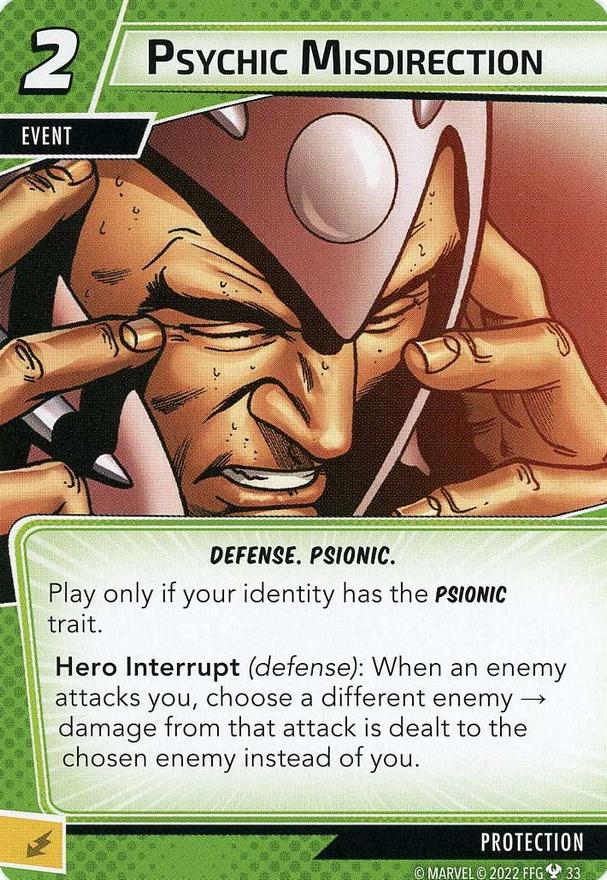 2
PSYCHIC MISDIRECTION
EVENT
DEFENSE. PSIONIC.
Play only if your identity has the PSIONIC
trait.
Hero Interrupt (defense): When an enemy
attacks you, choose a different enemy →
damage from that attack is dealt to the
chosen enemy instead of you.
PROTECTION
© MARVEL © 2022 FFG 33